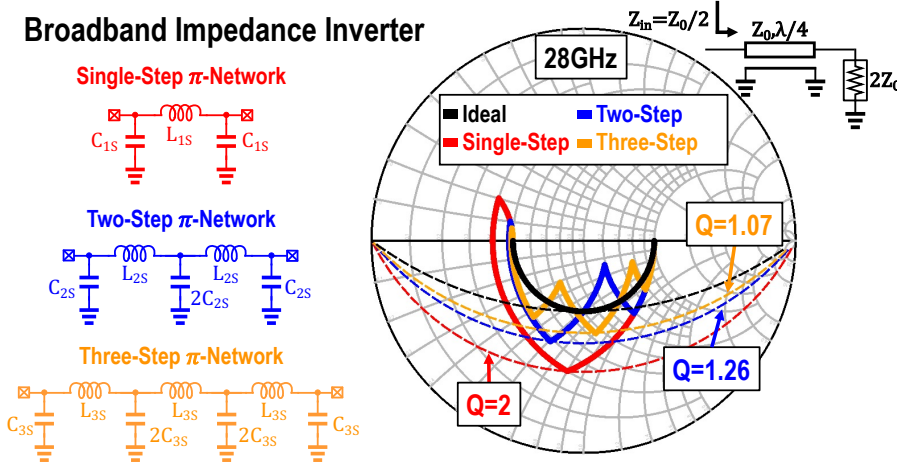 Broadband Impedance Inverter
Single-Step π-Network
L1S
C1S
C1S
Two-Step π-Network
L2S
L2S
C2S
2C2S
C2S
Three-Step π-Network
L3S
L3S
L3S
C3S
2C3S
2C3S
C3S
28GHz
Zin=Z0/2
Z0,λ/4
2Z0
Ideal
Two-Step
Single-Step
Three-Step
Q=1.07
Q=1.26
Q=2